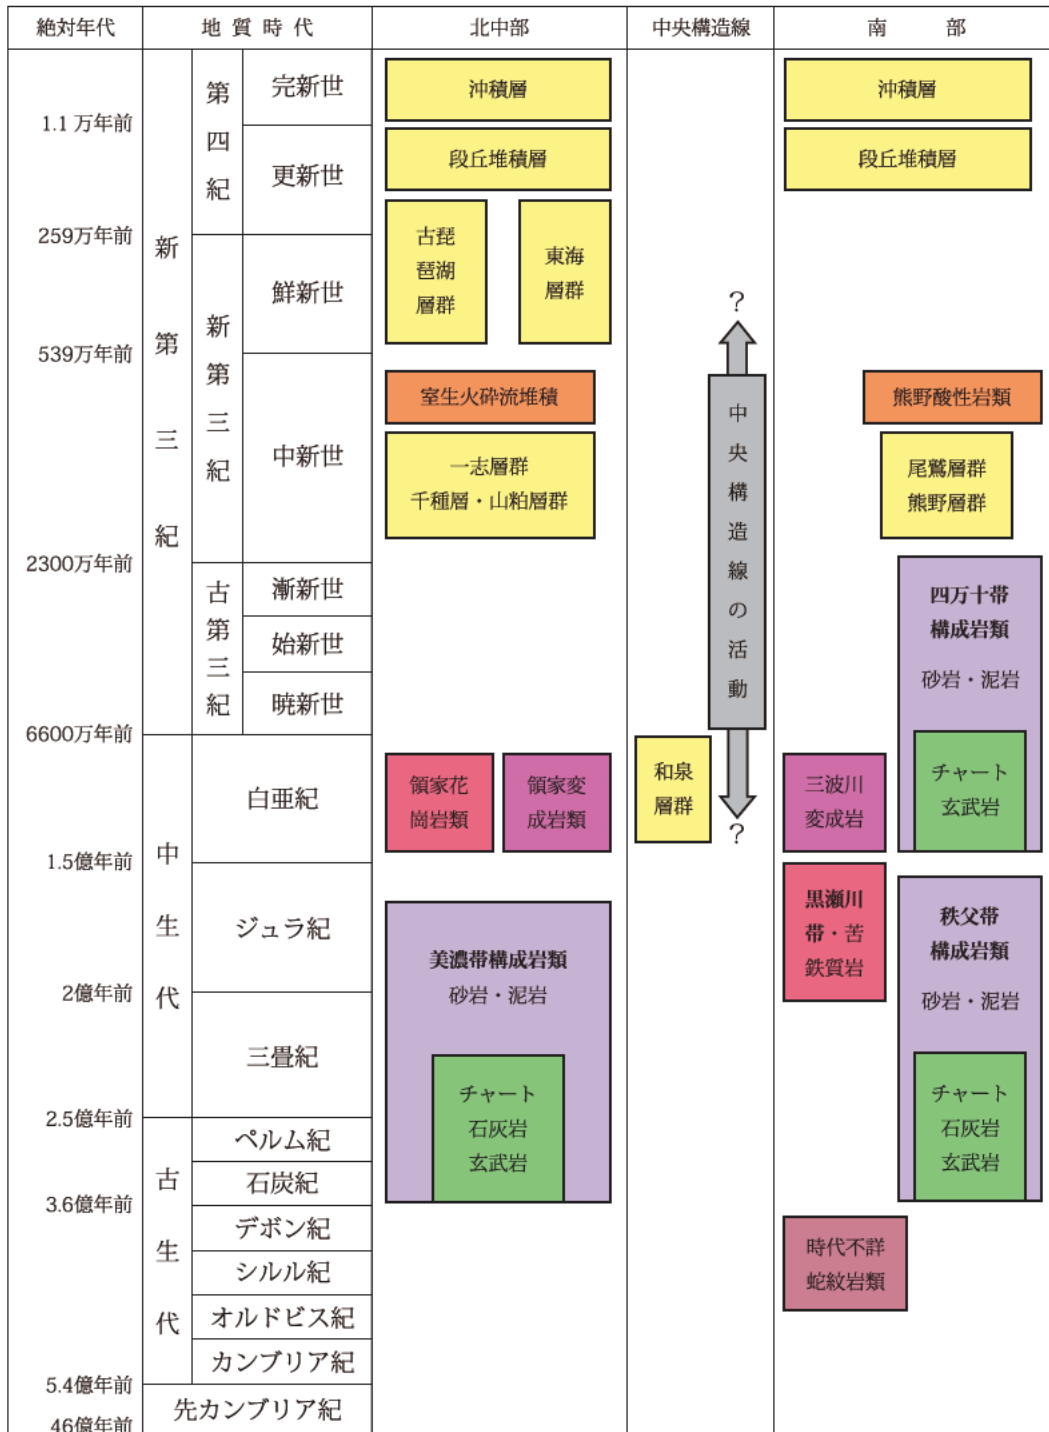 絶対年代
地質時代
北中部
中央構造線
南部
1.1 万年前
259万年前
539万年前
2300万年前
6600万年前
1.5億年前
2億年前
2.5億年前
3.6億年前
5.4億年前
46億年前
新第三紀
中生代
古生代
先カンブリア紀
第四紀
新第三紀
古第三紀
完新世
更新世
鮮新世
中新世
漸新世
始新世
暁新世
白亜紀
ジュラ紀
三畳紀
ペルム紀
石炭紀
デボン紀
シルル紀
オルドビス紀
カンブリア紀
沖積層
段丘堆積層
古琵
琶湖
層群
東海
層群
室生火砕流堆積
一志層群
千種層・山粕層群
領家花
崗岩類
領家変
成岩類
美濃帯構成岩類
砂岩・泥岩
チャート
石灰岩
玄武岩
?
中央構造線の活動
?
和泉
層群
沖積層
段丘堆積層
熊野酸性岩類
尾鷲層群
熊野層群
四万十帯
構成岩類
砂岩・泥岩
チャート
玄武岩
三波川
変成岩
黒瀬川
帯・苦
鉄質岩
秩父帯
構成岩類
砂岩・泥岩
チャート
石灰岩
玄武岩
時代不詳
蛇紋岩類